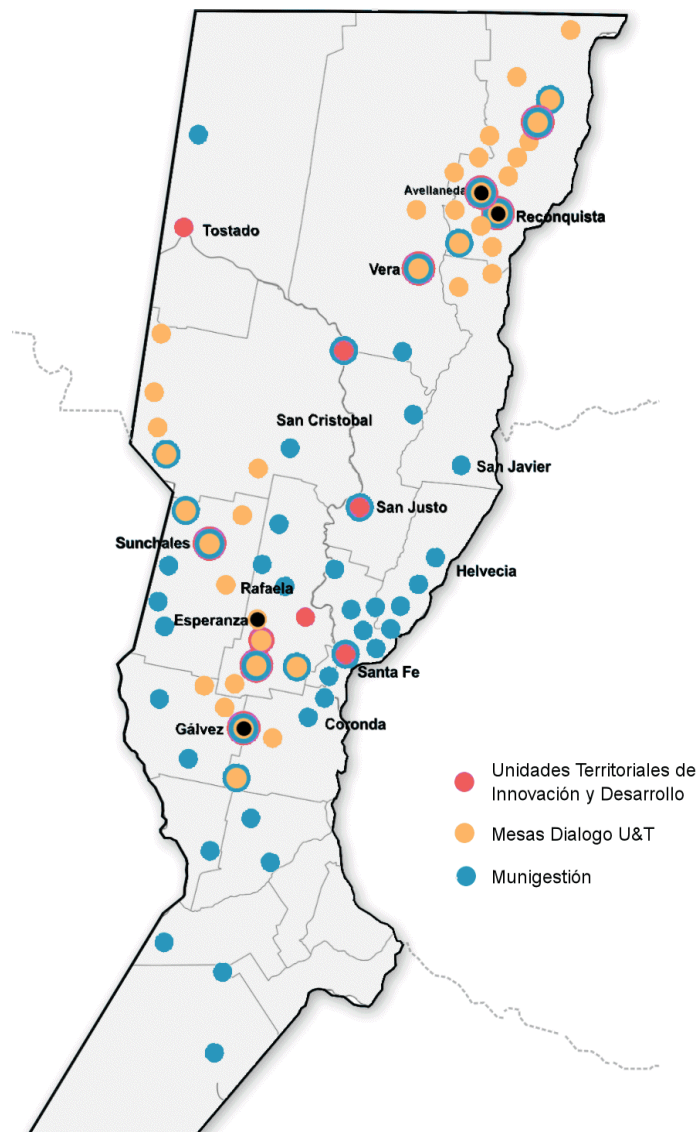 Avellaneda
Reconquista
Tostado
Vera
San Cristobal
San Javier
San Justo
Sunchales
Helvecia
Rafaela
Esperanza
Santa Fe
Coronda
Gálvez
Unidades Territoriales de
Innovación y Desarrollo
Mesas Dialogo U&T
Munigestión